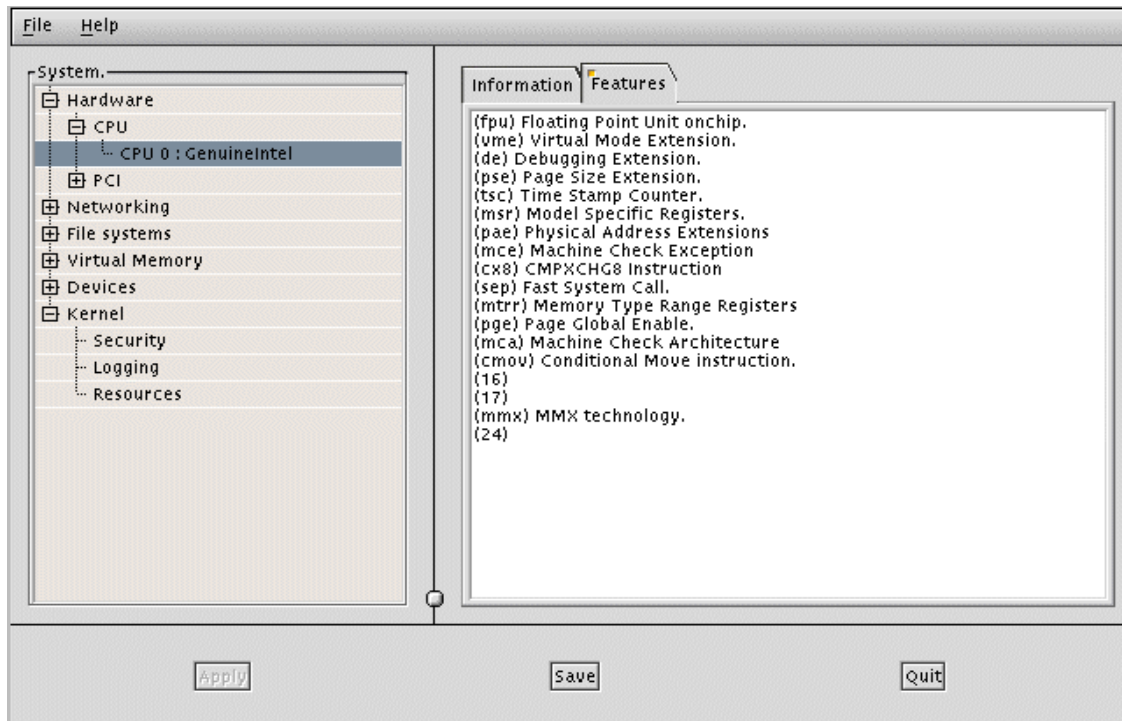 File Help
System.
Hardware
CPU
CPU 0 : GenuineIntel
PCI
Networking
File systems
Virtual Memory
Devices
Kernel
Security
Logging
Resources
Information Features
(fpu) Floating Point Unit onchip.
(vme) Virtual Mode Extension.
(de) Debugging Extension.
(pse) Page Size Extension.
(tsc) Time Stamp Counter.
(msr) Model Specific Registers.
(pae) Physical Address Extensions
(mce) Machine Check Exception
(cx8) CMPXCHG8 Instruction
(sep) Fast System Call.
(mtrr) Memory Type Range Registers
(pge) Page Global Enable.
(mca) Machine Check Architecture
(cmov) Conditional Move instruction.
(16)
(17)
(mmx) MMX technology.
(24)
Apply Save Quit